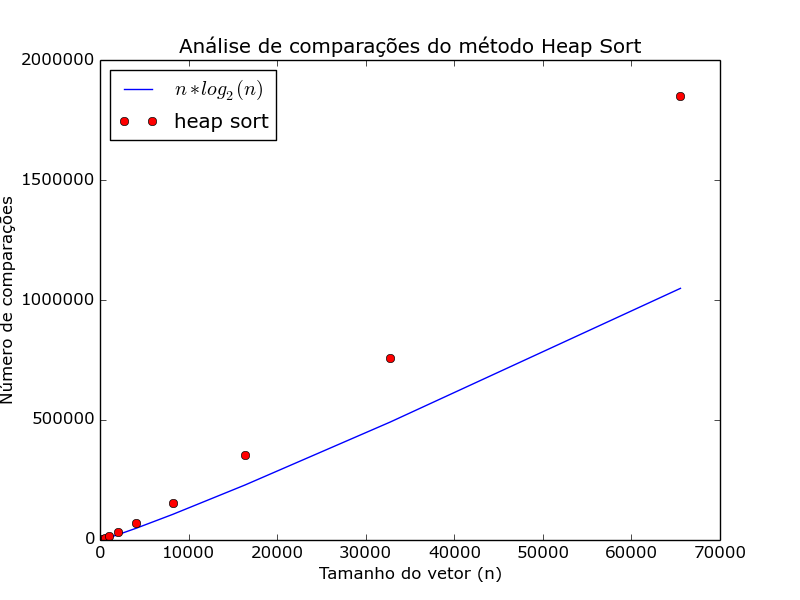 Análise de comparações do método Heap Sort
n*log₂(n)
heap sort
2000000
1500000
1000000
500000
0
Número de comparações
0 10000 20000 30000 40000 50000 60000 70000
Tamanho do vetor (n)